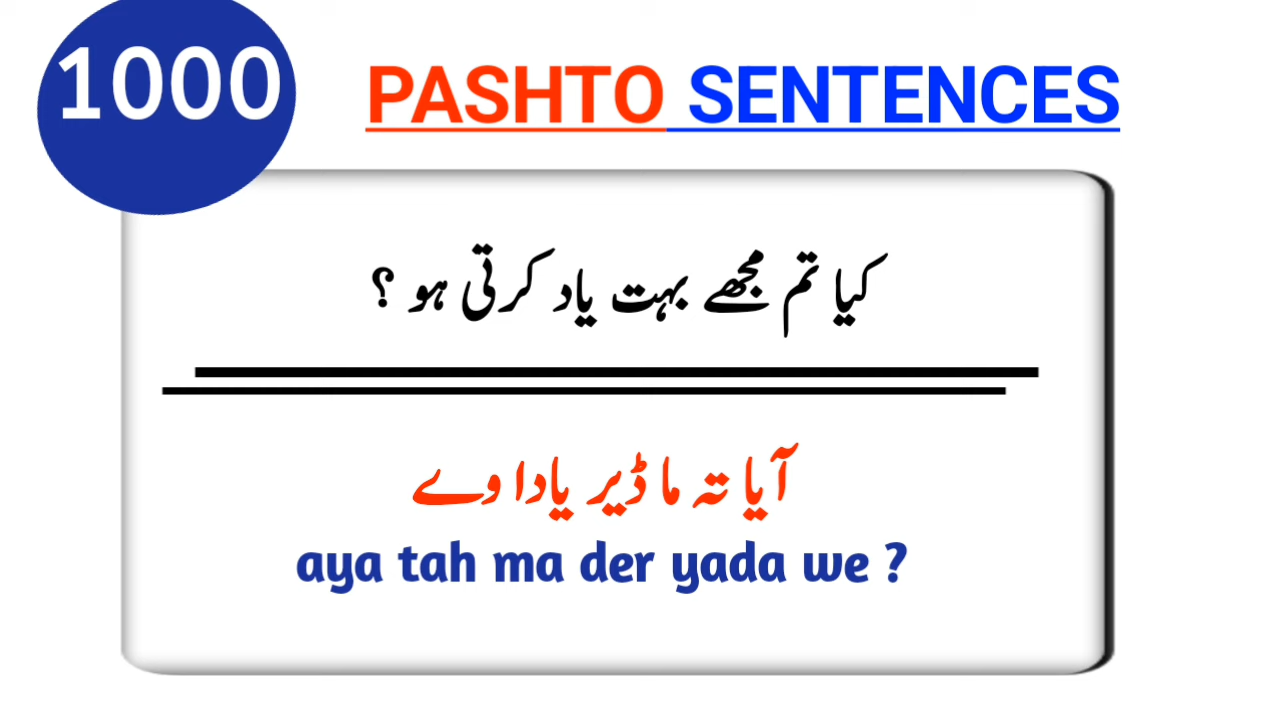 1000
PASHTO SENTENCES
کیا تم مجھے بہت یاد کرتی ہو ؟
آیا تہ ما ڈیر یادا وے
aya tah ma der yada we ?